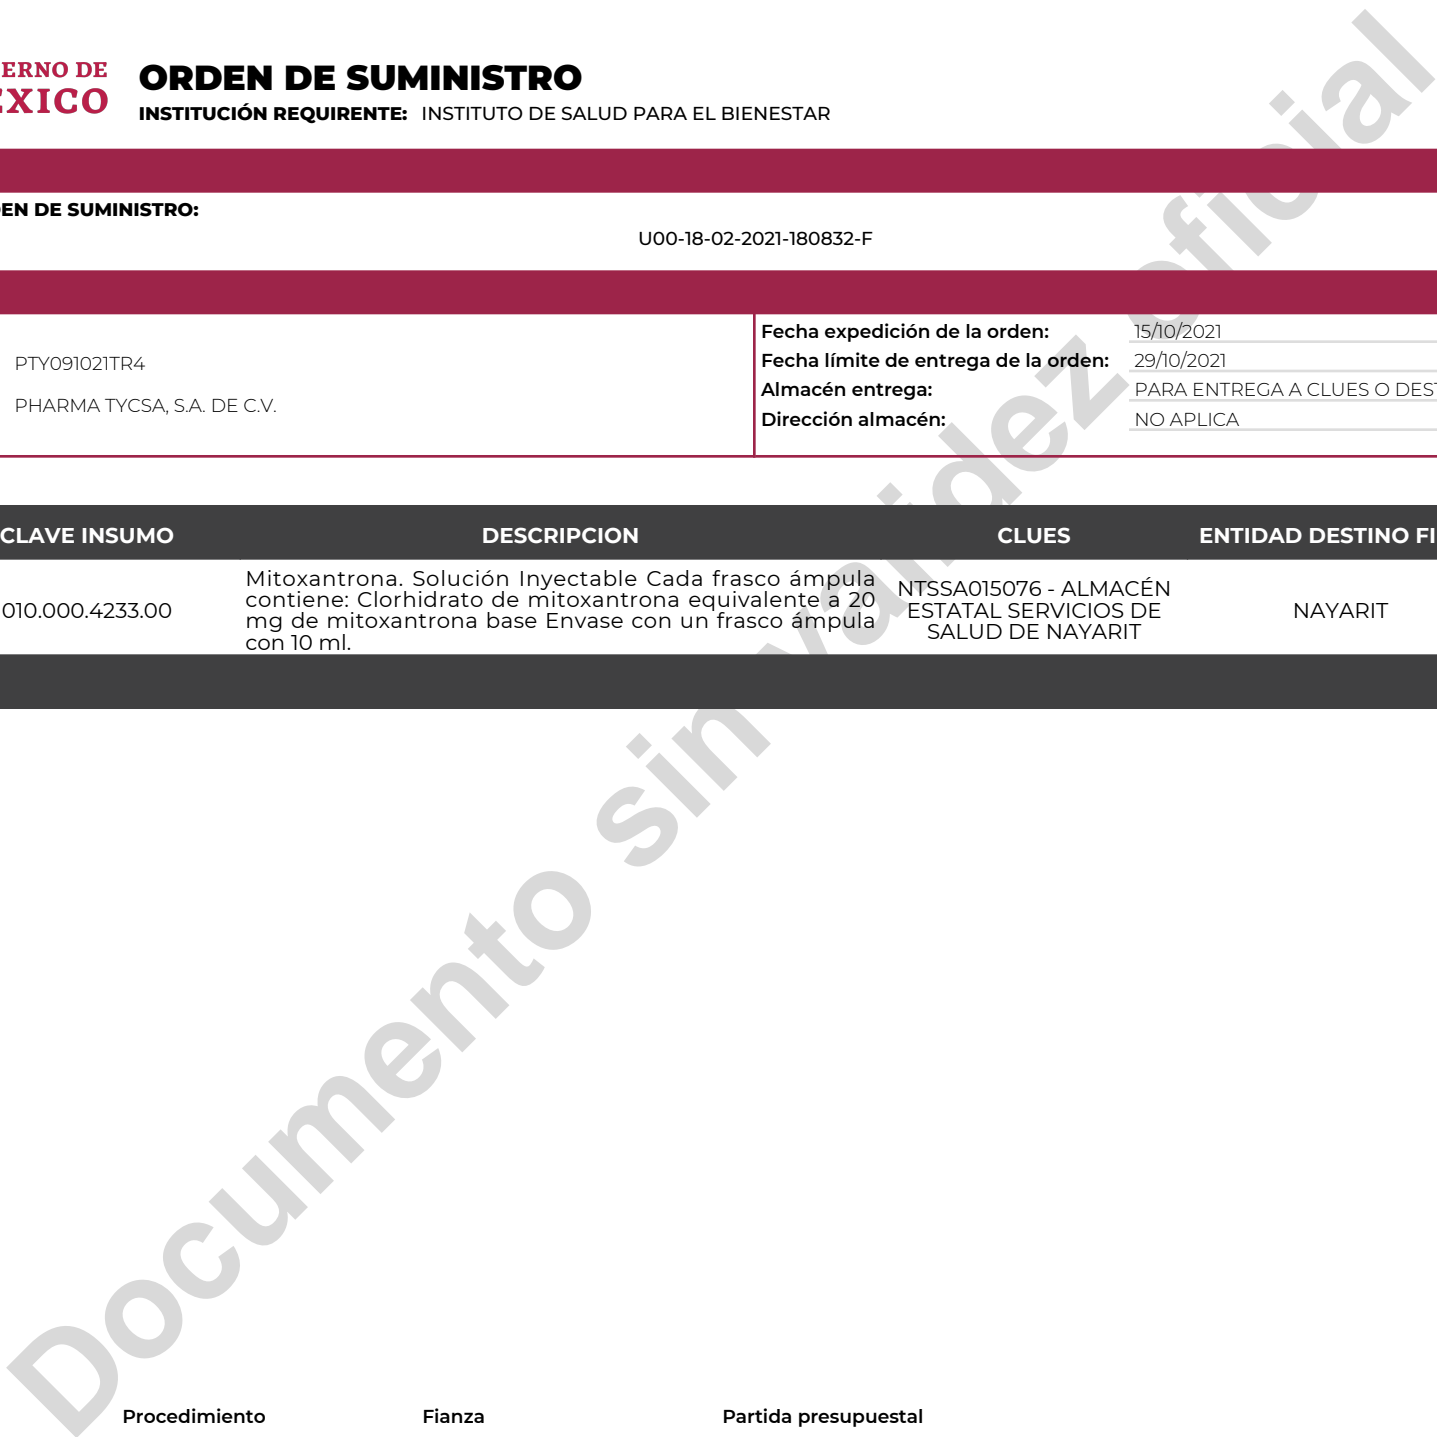 ERNO DE
EXICO
ORDEN DE SUMINISTRO
INSTITUCIÓN REQUIRENTE: INSTITUTO DE SALUD PARA EL BIENESTAR
EN DE SUMINISTRO:
U00-18-02-2021-180832-F
PTY091021TR4
PHARMA TYCSA, S.A. DE C.V.
Fecha expedición de la orden: 15/10/2021
Fecha límite de entrega de la orden: 29/10/2021
Almacén entrega: PARA ENTREGA A CLUES O DEST
Dirección almacén: NO APLICA
CLAVE INSUMO DESCRIPCION CLUES ENTIDAD DESTINO FI
010.000.4233.00
Mitoxantrona. Solución Inyectable Cada frasco ámpula
contiene: Clorhidrato de mitoxantrona equivalente a 20
mg de mitoxantrona base Envase con un frasco ámpula
con 10 ml.
NTSSA015076 - ALMACÉN
ESTATAL SERVICIOS DE
SALUD DE NAYARIT
NAYARIT
Documento sin validez oficial
Procedimiento Fianza Partida presupuestal